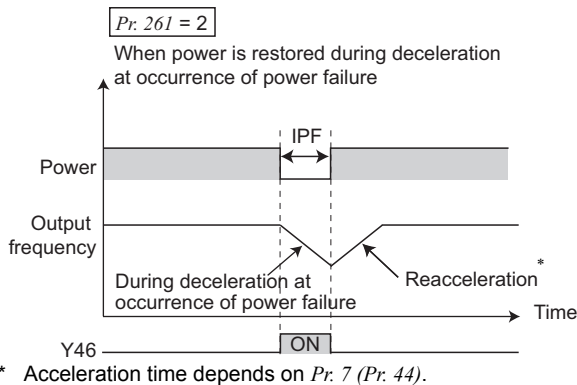 Pr. 261 = 2
When power is restored during deceleration
at occurrence of power failure
IPF
Power
Output
frequency
During deceleration at
occurrence of power failure
Reacceleration*
Time
Y46
ON
* Acceleration time depends on Pr. 7 (Pr. 44).